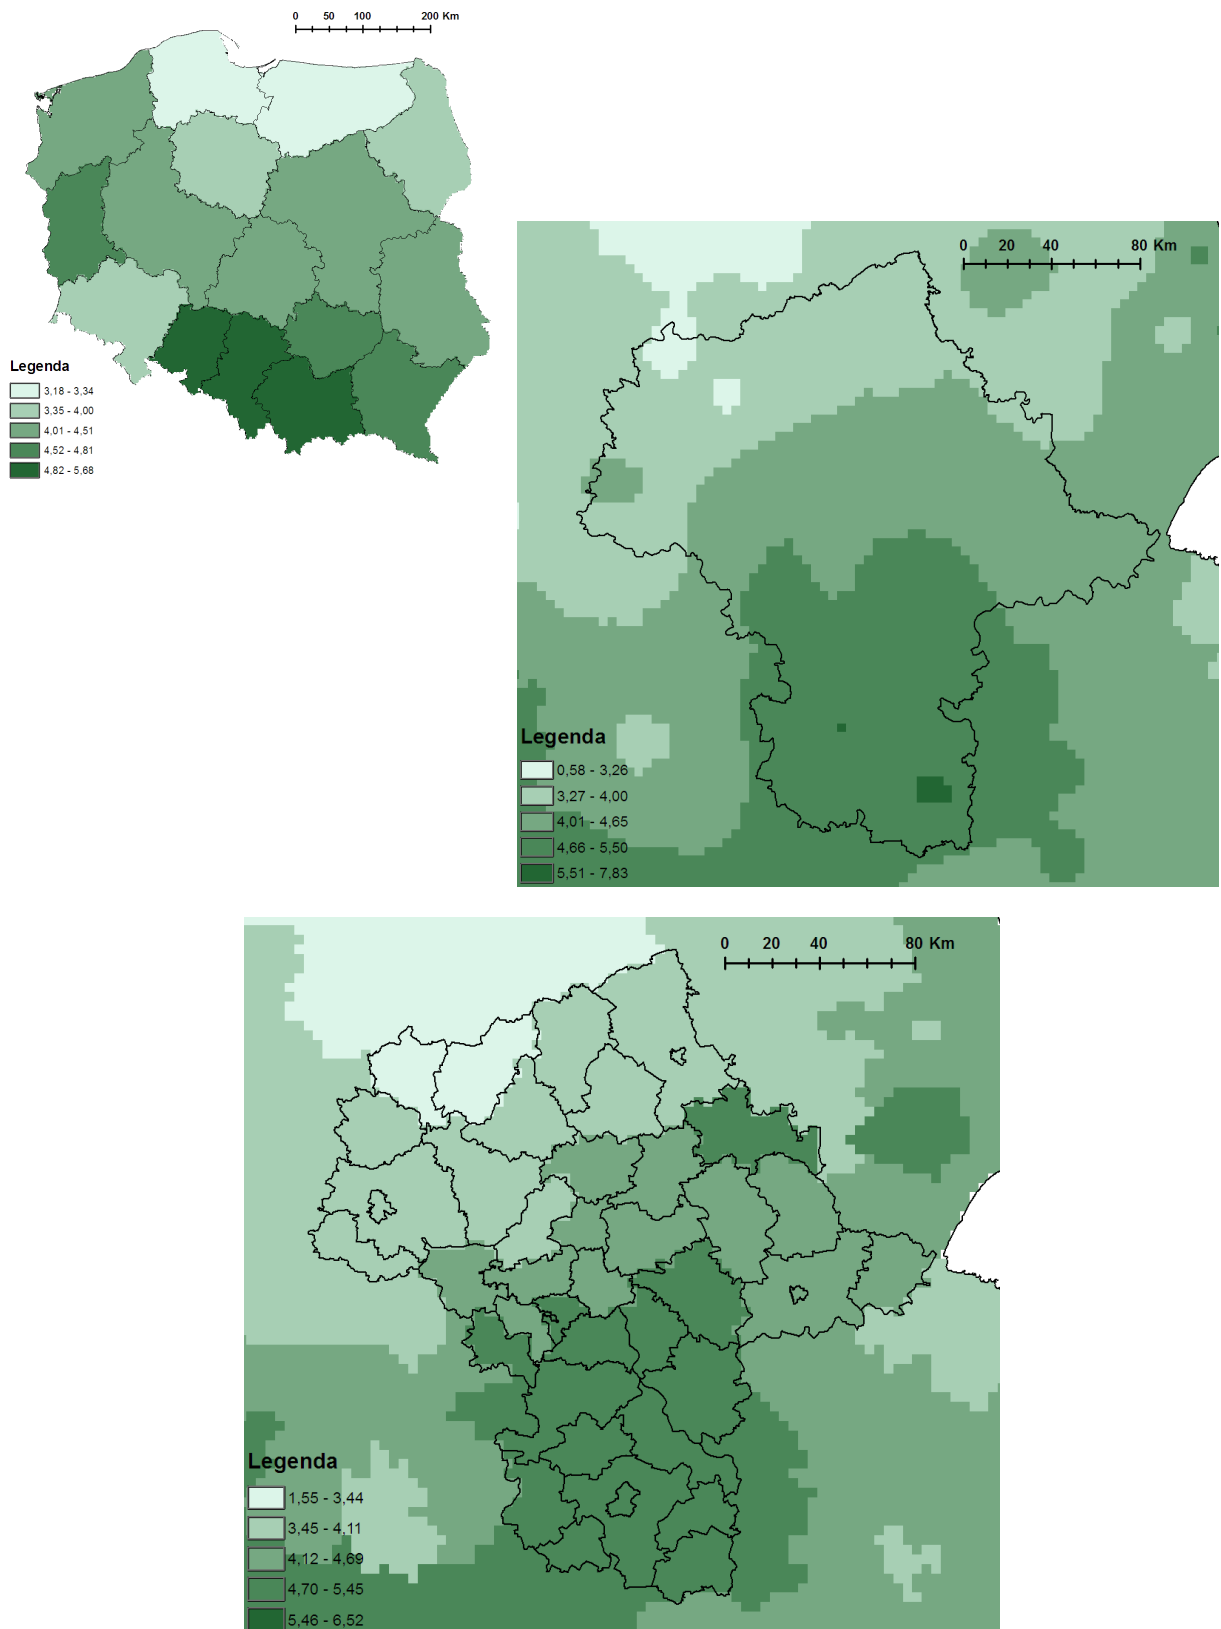 0 50 100 200 Km
Legenda
3,18 - 3,34
3,35 - 4,00
4,01 - 4,51
4,52 - 4,81
4,82 - 5,68
0 20 40 80 Km
Legenda
0,58 - 3,26
3,27 - 4,00
4,01 - 4,65
4,66 - 5,50
5,51 - 7,83
0 20 40 80 Km
Legenda
1,55 - 3,44
3,45 - 4,11
4,12 - 4,69
4,70 - 5,45
5,46 - 6,52